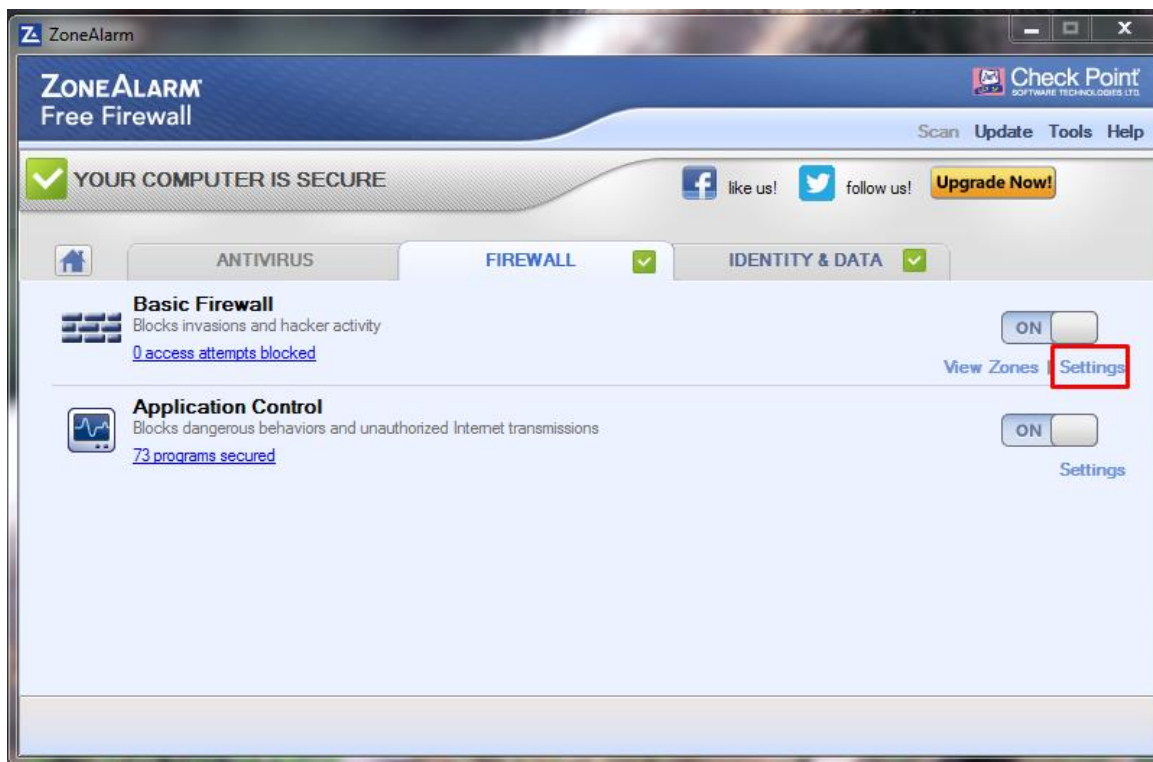 ZoneAlarm
ZONEALARM
Free Firewall
Check Point
SOFTWARE TECHNOLOGIES LTD.
Scan Update Tools Help
YOUR COMPUTER IS SECURE
like us! follow us! Upgrade Now!
ANTIVIRUS FIREWALL IDENTITY & DATA
Basic Firewall
Blocks invasions and hacker activity
0 access attempts blocked
ON
View Zones | Settings
Application Control
Blocks dangerous behaviors and unauthorized Internet transmissions
73 programs secured
ON
Settings